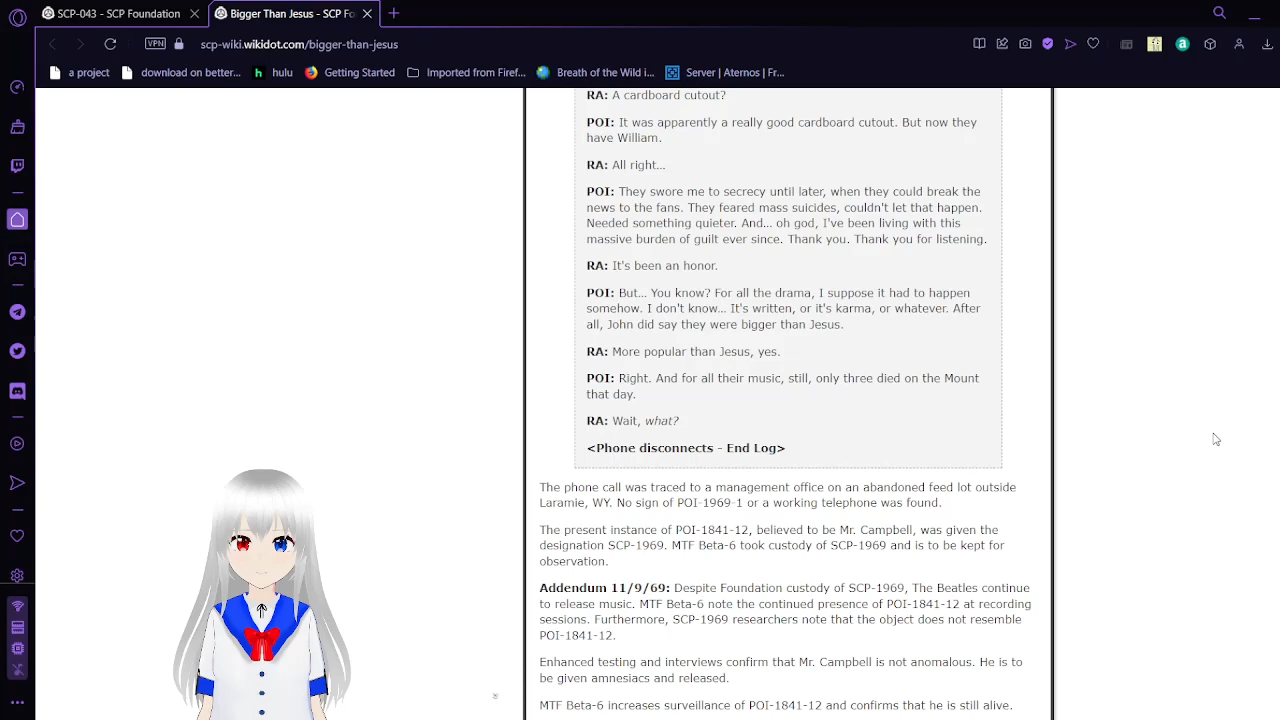 SCP-043 - SCP Foundation
Bigger Than Jesus - SCP Fo
VPN
scp-wiki.wikidot.com/bigger-than-jesus
a project
download on better...
hulu
Getting Started
Imported from Firef...
Breath of the Wild i...
Server | Aternos | Fr...
RA: A cardboard cutout?
POI: It was apparently a really good cardboard cutout. But now they
have William.
RA: All right...
POI: They swore me to secrecy until later, when they could break the
news to the fans. They feared mass suicides, couldn't let that happen.
Needed something quieter. And... oh god, I've been living with this
massive burden of guilt ever since. Thank you. Thank you for listening.
RA: It's been an honor.
POI: But... You know? For all the drama, I suppose it had to happen
somehow. I don't know... It's written, or it's karma, or whatever. After
all, John did say they were bigger than Jesus.
RA: More popular than Jesus, yes.
POI: Right. And for all their music, still, only three died on the Mount
that day.
RA: Wait, what?
<Phone disconnects - End Log>
The phone call was traced to a management office on an abandoned feed lot outside
Laramie, WY. No sign of POI-1969-1 or a working telephone was found.
The present instance of POI-1841-12, believed to be Mr. Campbell, was given the
designation SCP-1969. MTF Beta-6 took custody of SCP-1969 and is to be kept for
observation.
Addendum 11/9/69: Despite Foundation custody of SCP-1969, The Beatles continue
to release music. MTF Beta-6 note the continued presence of POI-1841-12 at recording
sessions. Furthermore, SCP-1969 researchers note that the object does not resemble
POI-1841-12.
Enhanced testing and interviews confirm that Mr. Campbell is not anomalous. He is to
be given amnesiacs and released.
MTF Beta-6 increases surveillance of POI-1841-12 and confirms that he is still alive.